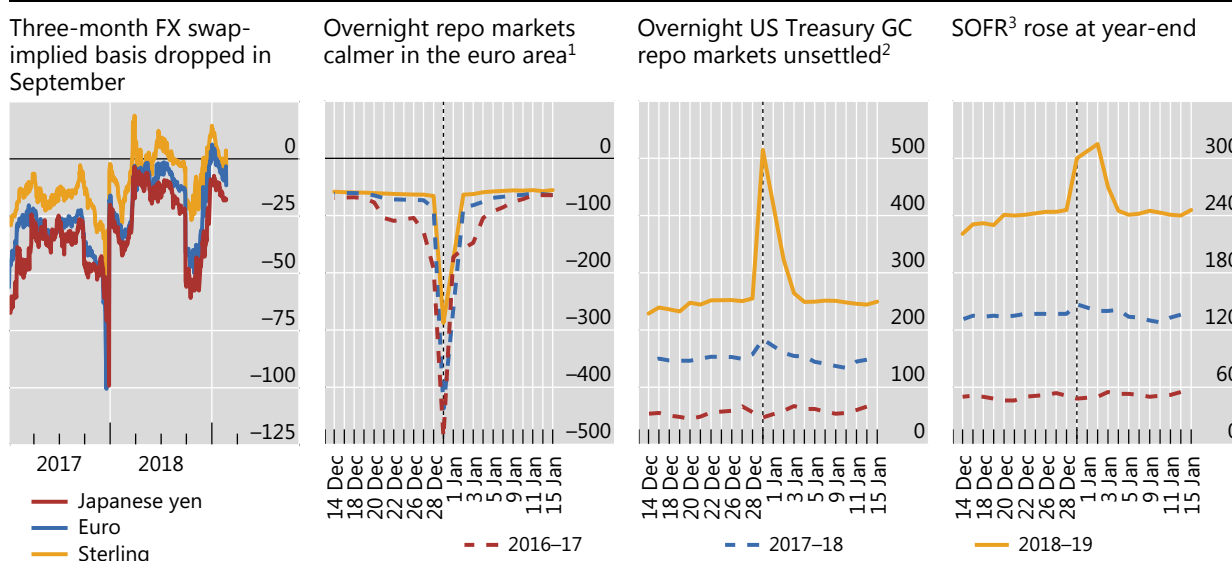 Three-month FX swap-
implied basis dropped in
September
0
–25
–50
–75
–100
–125
2017 2018
Japanese yen
Euro
Sterling
Overnight repo markets
calmer in the euro area1
0
–100
–200
–300
–400
–500
14 Dec
18 Dec
20 Dec
22 Dec
26 Dec
28 Dec
1 Jan
3 Jan
5 Jan
9 Jan
11 Jan
15 Jan
Overnight US Treasury GC
repo markets unsettled2
500
400
300
200
100
0
14 Dec
18 Dec
20 Dec
22 Dec
26 Dec
28 Dec
1 Jan
3 Jan
5 Jan
9 Jan
11 Jan
15 Jan
SOFR3 rose at year-end
300
240
180
120
60
0
14 Dec
18 Dec
20 Dec
22 Dec
26 Dec
28 Dec
1 Jan
3 Jan
5 Jan
9 Jan
11 Jan
15 Jan
2016–17
2017–18
2018–19